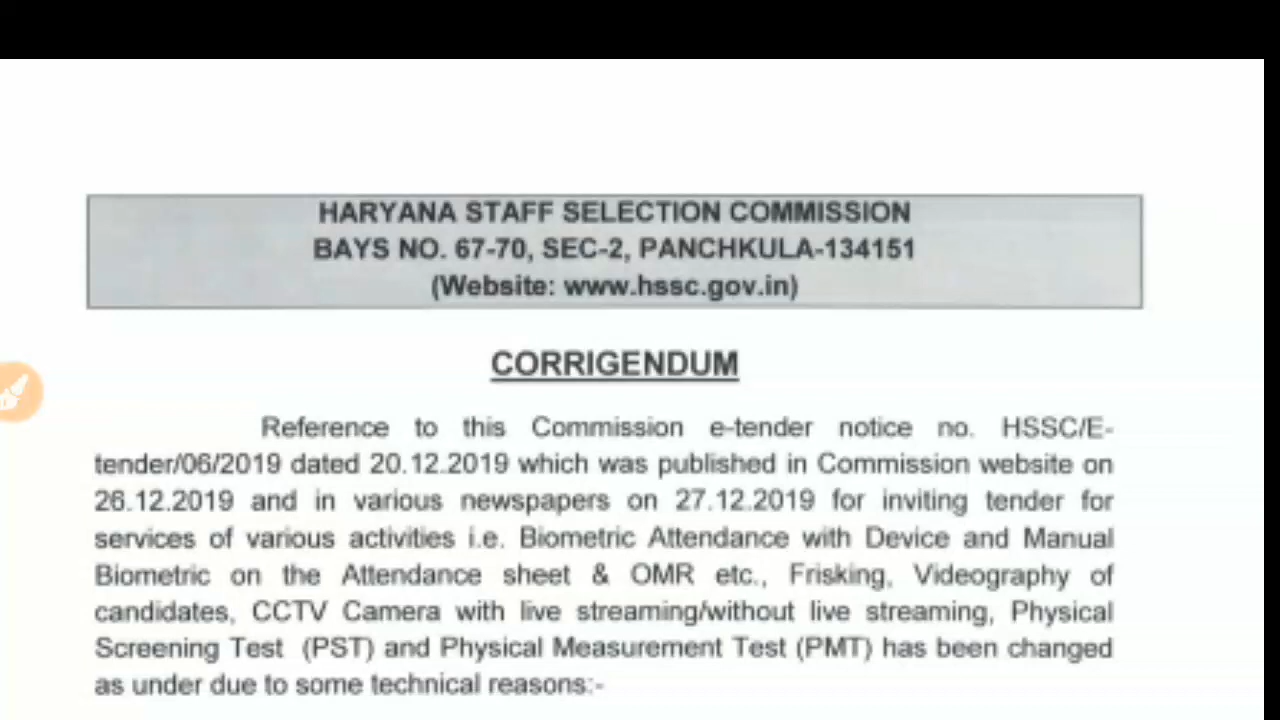 HARYANA STAFF SELECTION COMMISSION
BAYS NO. 67-70, SEC-2, PANCHKULA-134151
(Website: www.hssc.gov.in)
CORRIGENDUM
Reference to this Commission e-tender notice no. HSSC/E-
tender/06/2019 dated 20.12.2019 which was published in Commission website on
26.12.2019 and in various newspapers on 27.12.2019 for inviting tender for
services of various activities i.e. Biometric Attendance with Device and Manual
Biometric on the Attendance sheet & OMR etc., Frisking, Videography of
candidates, CCTV Camera with live streaming/without live streaming, Physical
Screening Test (PST) and Physical Measurement Test (PMT) has been changed
as under due to some technical reasons:-